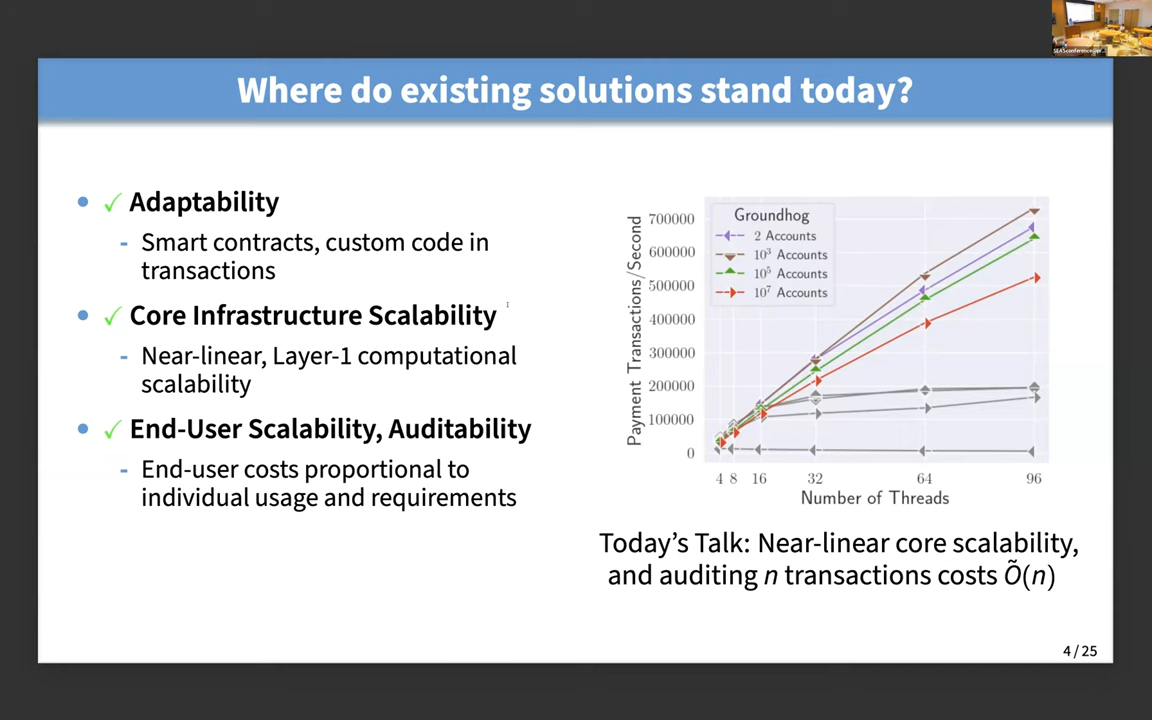 Where do existing solutions stand today?
• ✓ Adaptability
- Smart contracts, custom code in
transactions
• ✓ Core Infrastructure Scalability
- Near-linear, Layer-1 computational
scalability
• ✓ End-User Scalability, Auditability
- End-user costs proportional to
individual usage and requirements
Payment Transactions/Second
700000
600000
500000
400000
300000
200000
100000
0
Groundhog
2 Accounts
10³ Accounts
10⁵ Accounts
10⁷ Accounts
4 8 16 32 64 96
Number of Threads
Today’s Talk: Near-linear core scalability,
and auditing n transactions costs Õ(n)
4 / 25